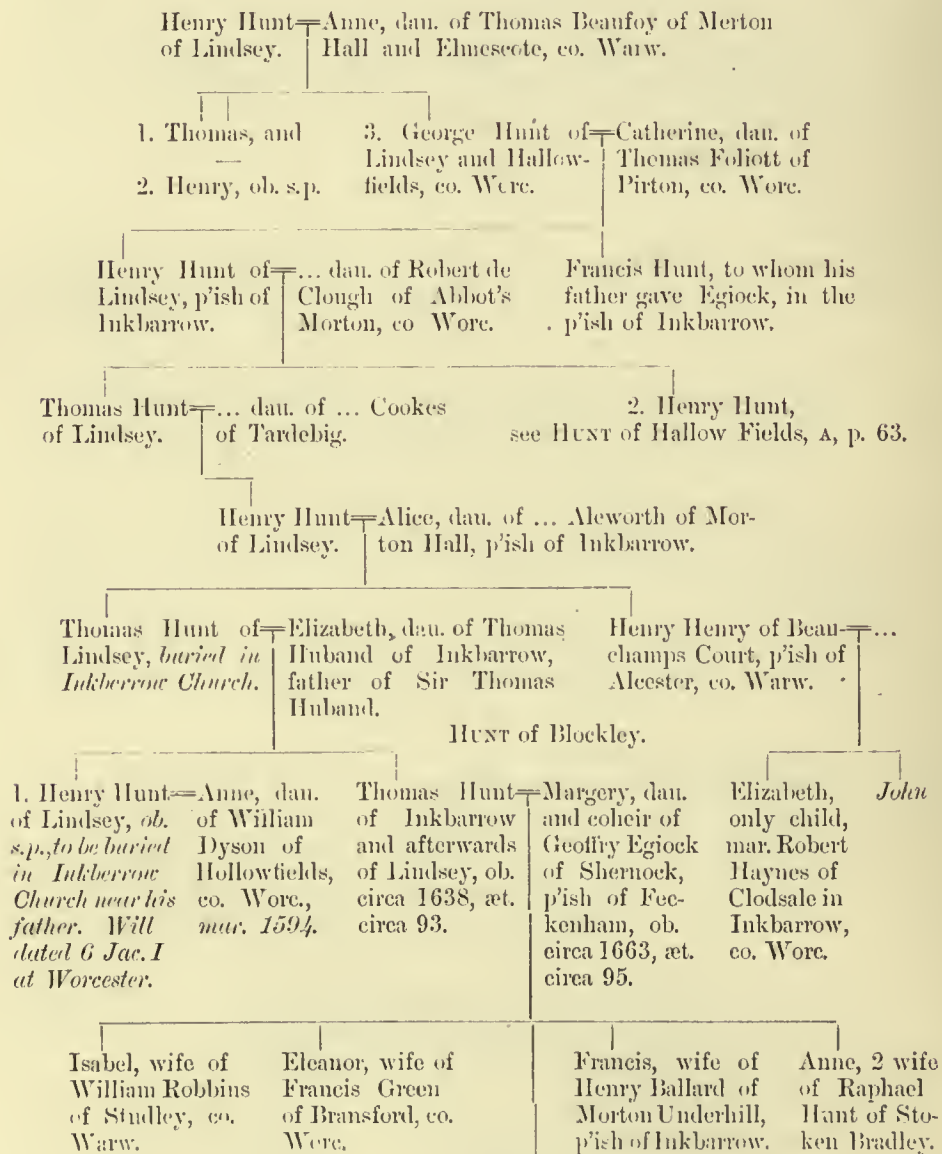 Henry Hunt=Anne, dau. of Thomas Beaufoy of Merton
of Lindsey. Hall and Elmescote, co. Warw.
1. Thomas, and
—
2. Henry, ob. s.p.
3. George Hunt of=Catherine, dau. of
Lindsey and Hallow- Thomas Foliott of
fields, co. Worc. Pirton, co. Worc.
Henry Hunt of=... dau. of Robert de
Lindsey, p'ish of Clough of Abbot's
Inkbarrow. Morton, co Worc.
Francis Hunt, to whom his
father gave Egiock, in the
p'ish of Inkbarrow.
Thomas Hunt=... dau. of ... Cookes
of Lindsey. of Tardebig.
2. Henry Hunt,
see HUNT of Hallow Fields, A, p. 63.
Henry Hunt=Alice, dau. of ... Aleworth of Mor-
of Lindsey. ton Hall, p'ish of Inkbarrow.
Thomas Hunt of=Elizabeth, dau. of Thomas
Lindsey, buried in Huband of Inkbarrow,
Inkberrow Church. father of Sir Thomas
Huband.
Henry Henry of Beau-=...
champs Court, p'ish of
Alcester, co. Warw.
HUNT of Blockley.
1. Henry Hunt=Anne, dau.
of Lindsey, ob. of William
s.p., to be buried Dyson of
in Inkberrow Hollowfields,
Church near his co. Worc.,
father. Will mar. 1594.
dated 6 Jac. I
at Worcester.
Thomas Hunt=Margery, dau.
of Inkbarrow and coheir of
and afterwards Geoffry Egiock
of Lindsey, ob. of Shernock,
circa 1638, æt. p'ish of Fec-
circa 93. kenham, ob.
circa 1663, æt.
circa 95.
Elizabeth,
only child,
mar. Robert
Haynes of
Clodsale in
Inkbarrow,
co. Worc.
John
Isabel, wife of
William Robbins
of Studley, co.
Warw.
Eleanor, wife of
Francis Green
of Bransford, co.
Worc.
Francis, wife of
Henry Ballard of
Morton Underhill,
p'ish of Inkbarrow.
Anne, 2 wife
of Raphael
Hunt of Sto-
ken Bradley.